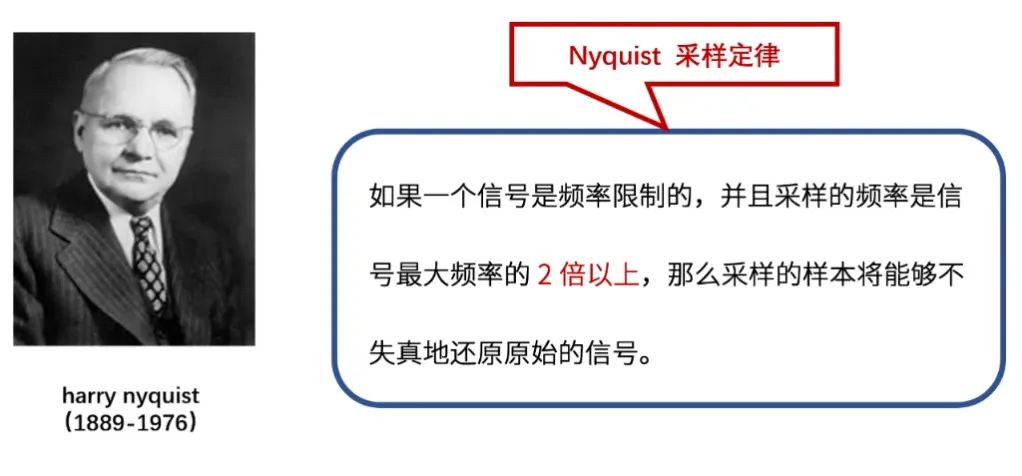 Nyquist 采样定律
如果一个信号是频率限制的，并且采样的频率是信
号最大频率的 2 倍以上，那么采样的样本将能够不
失真地还原原始的信号。
harry nyquist
（1889-1976）